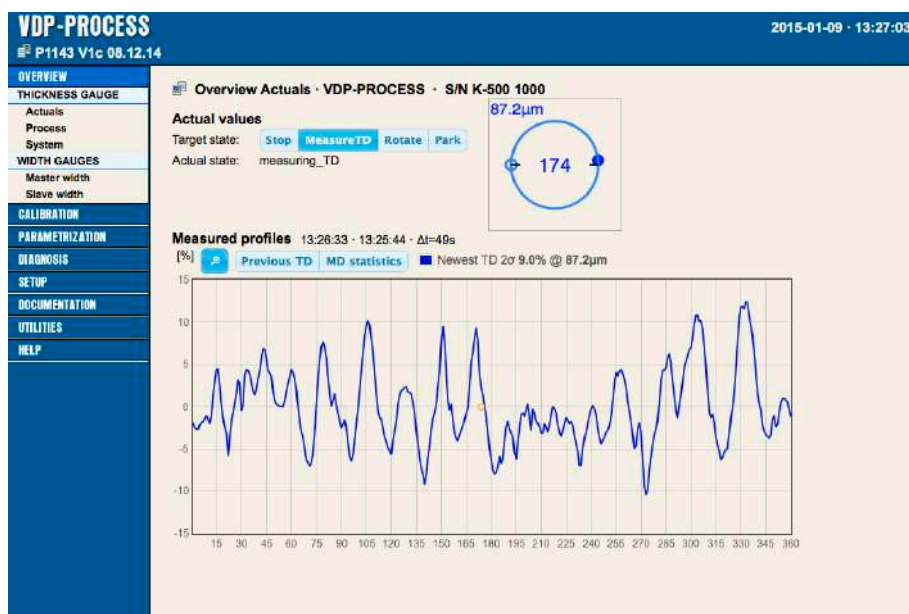 VDP-PROCESS
P1143 V1c 08.12.14
2015-01-09 · 13:27:03
OVERVIEW
THICKNESS GAUGE
Actuals
Process
System
WIDTH GAUGES
Master width
Slave width
CALIBRATION
PARAMETRIZATION
DIAGNOSIS
SETUP
DOCUMENTATION
UTILITIES
HELP
Overview Actuals · VDP-PROCESS · S/N K-500 1000
Actual values
Target state: Stop MeasureTD Rotate Park
Actual state: measuring_TD
87.2µm
174
Measured profiles 13:26:33 - 13:25:44 - Δt=49s
[%] Previous TD MD statistics Newest TD 2σ 9.0% @ 87.2µm
15
10
5
0
-5
-10
-15
15 30 45 60 75 90 105 120 135 150 165 180 195 210 225 240 255 270 285 300 315 330 345 360